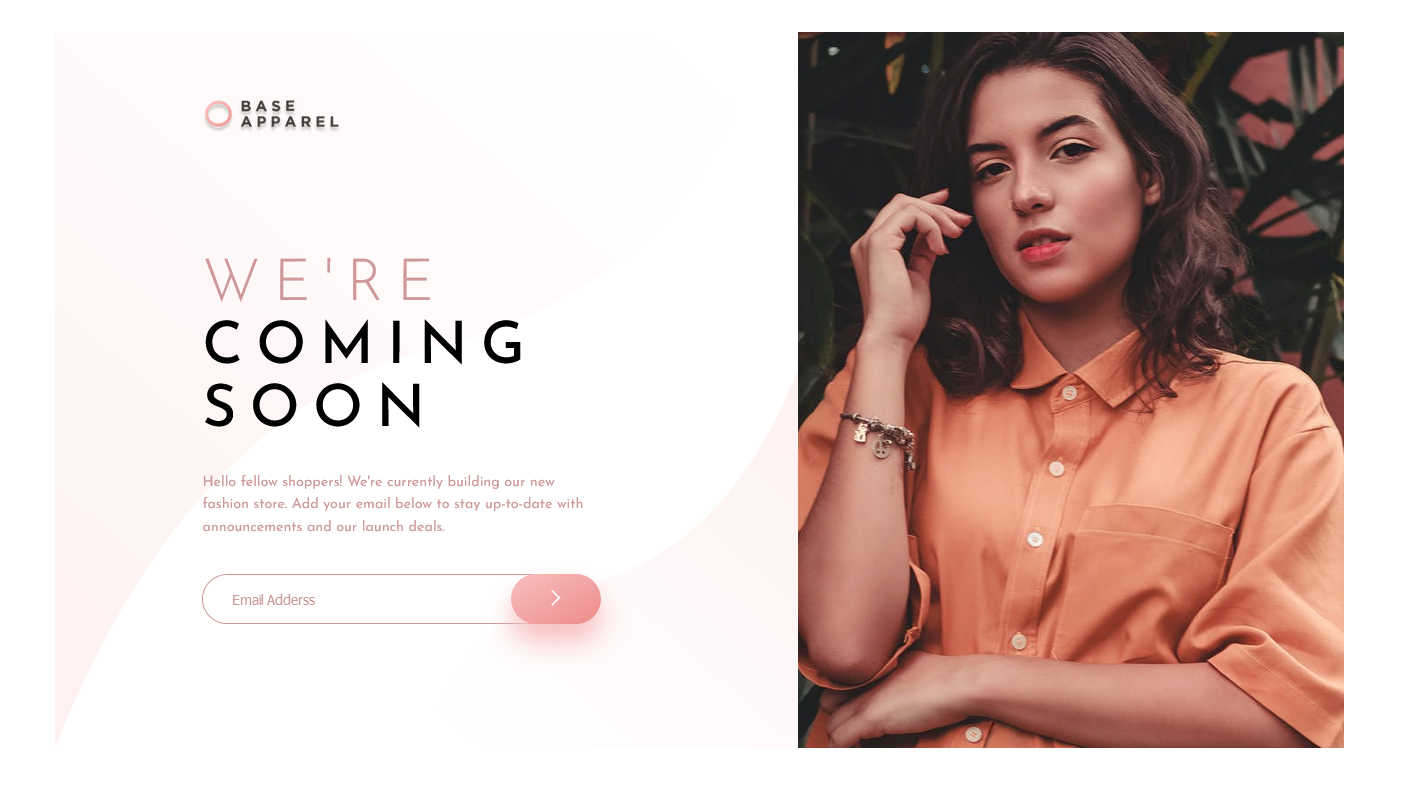 BASE
APPAREL
WE'RE
COMING
SOON
Hello fellow shoppers! We're currently building our new
fashion store. Add your email below to stay up-to-date with
announcements and our launch deals.
Email Adderss